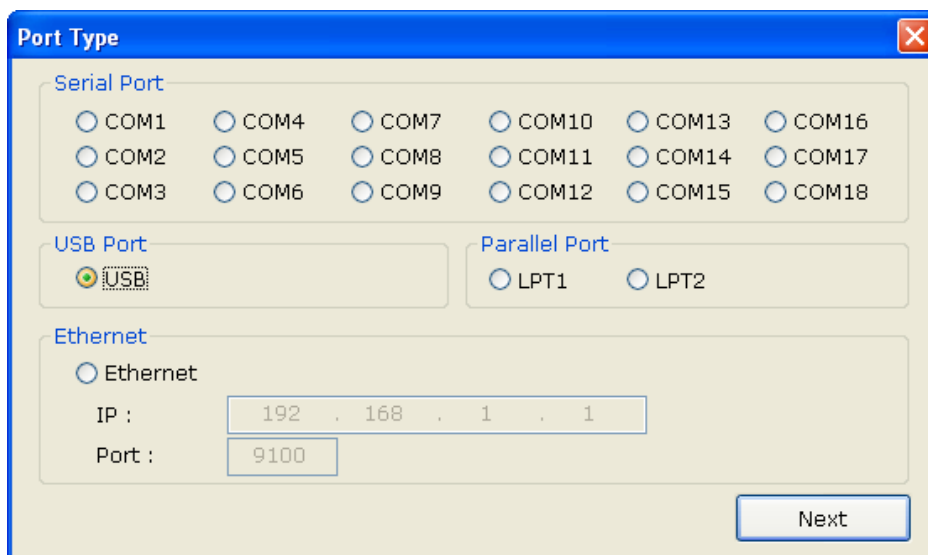 Port Type
Serial Port
COM1 COM4 COM7 COM10 COM13 COM16
COM2 COM5 COM8 COM11 COM14 COM17
COM3 COM6 COM9 COM12 COM15 COM18
USB Port
USB
Parallel Port
LPT1 LPT2
Ethernet
Ethernet
IP : 192 . 168 . 1 . 1
Port : 9100
Next